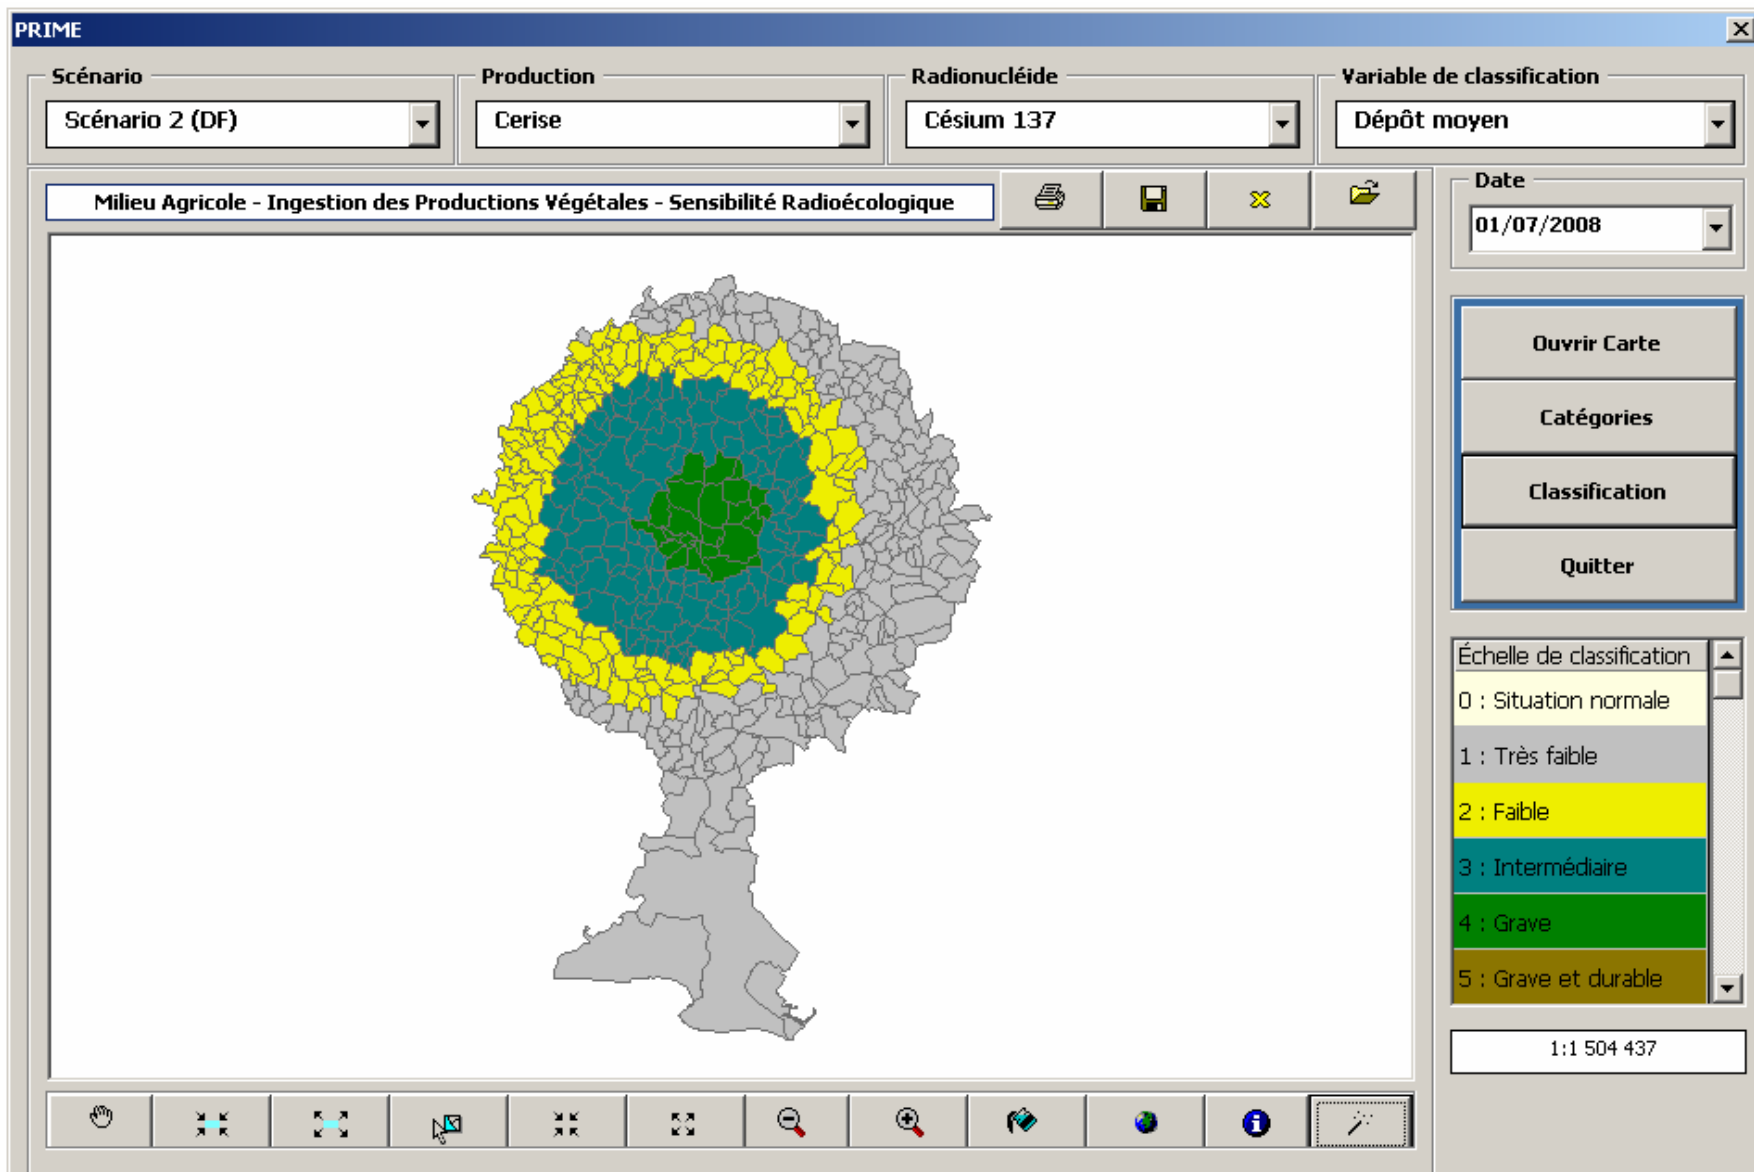 PRIME
Scénario
Production
Radionucléide
Variable de classification
Scénario 2 (DF)
Cerise
Césium 137
Dépôt moyen
Milieu Agricole - Ingestion des Productions Végétales - Sensibilité Radioécologique
Date
01/07/2008
Ouvrir Carte
Catégories
Classification
Quitter
Échelle de classification
0 : Situation normale
1 : Très faible
2 : Faible
3 : Intermédiaire
4 : Grave
5 : Grave et durable
1:1 504 437